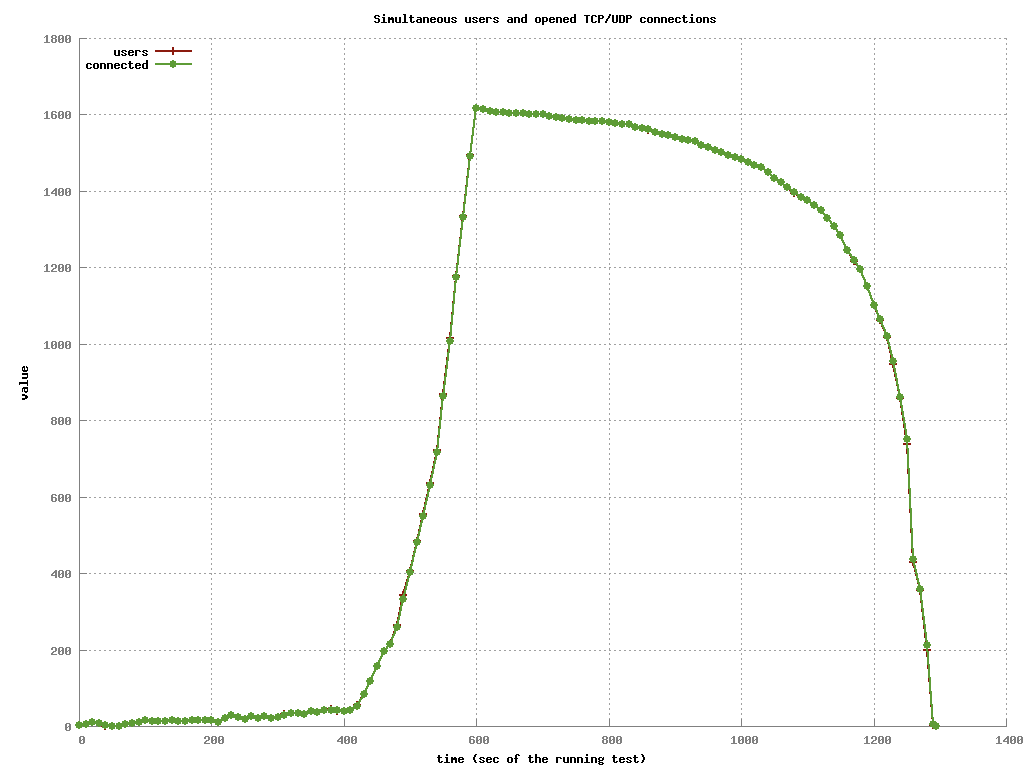 Simultaneous users and opened TCP/UDP connections
1800
users
connected
1600
1400
1200
1000
value
800
600
400
200
0
0 200 400 600 800 1000 1200 1400
time (sec of the running test)